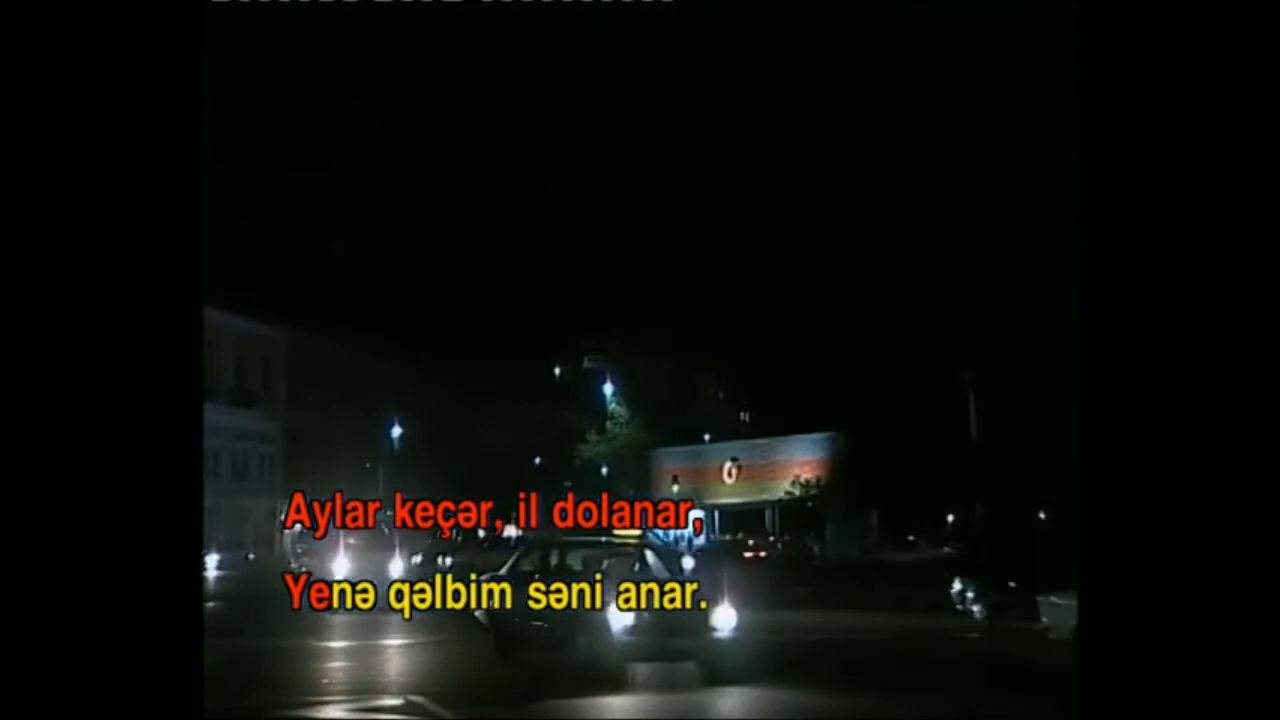 Aylar keçər, il dolanar,
Yenə qəlbim səni anar.